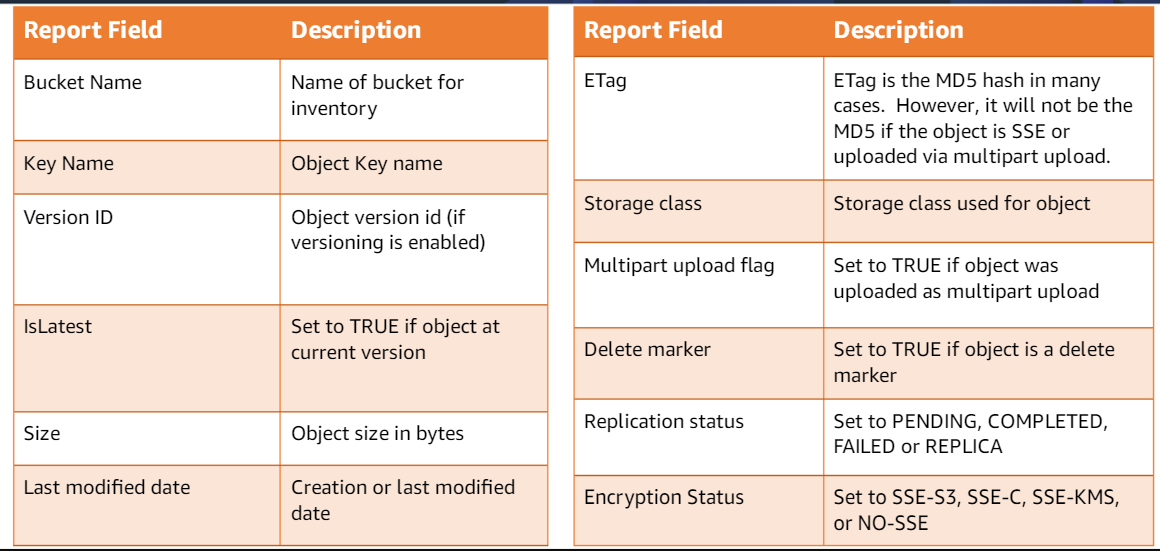 Report Field Description
Bucket Name Name of bucket for
inventory
Key Name Object Key name
Version ID Object version id (if
versioning is enabled)
IsLatest Set to TRUE if object at
current version
Size Object size in bytes
Last modified date Creation or last modified
date
Report Field Description
ETag ETag is the MD5 hash in many
cases. However, it will not be the
MD5 if the object is SSE or
uploaded via multipart upload.
Storage class Storage class used for object
Multipart upload flag Set to TRUE if object was
uploaded as multipart upload
Delete marker Set to TRUE if object is a delete
marker
Replication status Set to PENDING, COMPLETED,
FAILED or REPLICA
Encryption Status Set to SSE-S3, SSE-C, SSE-KMS,
or NO-SSE